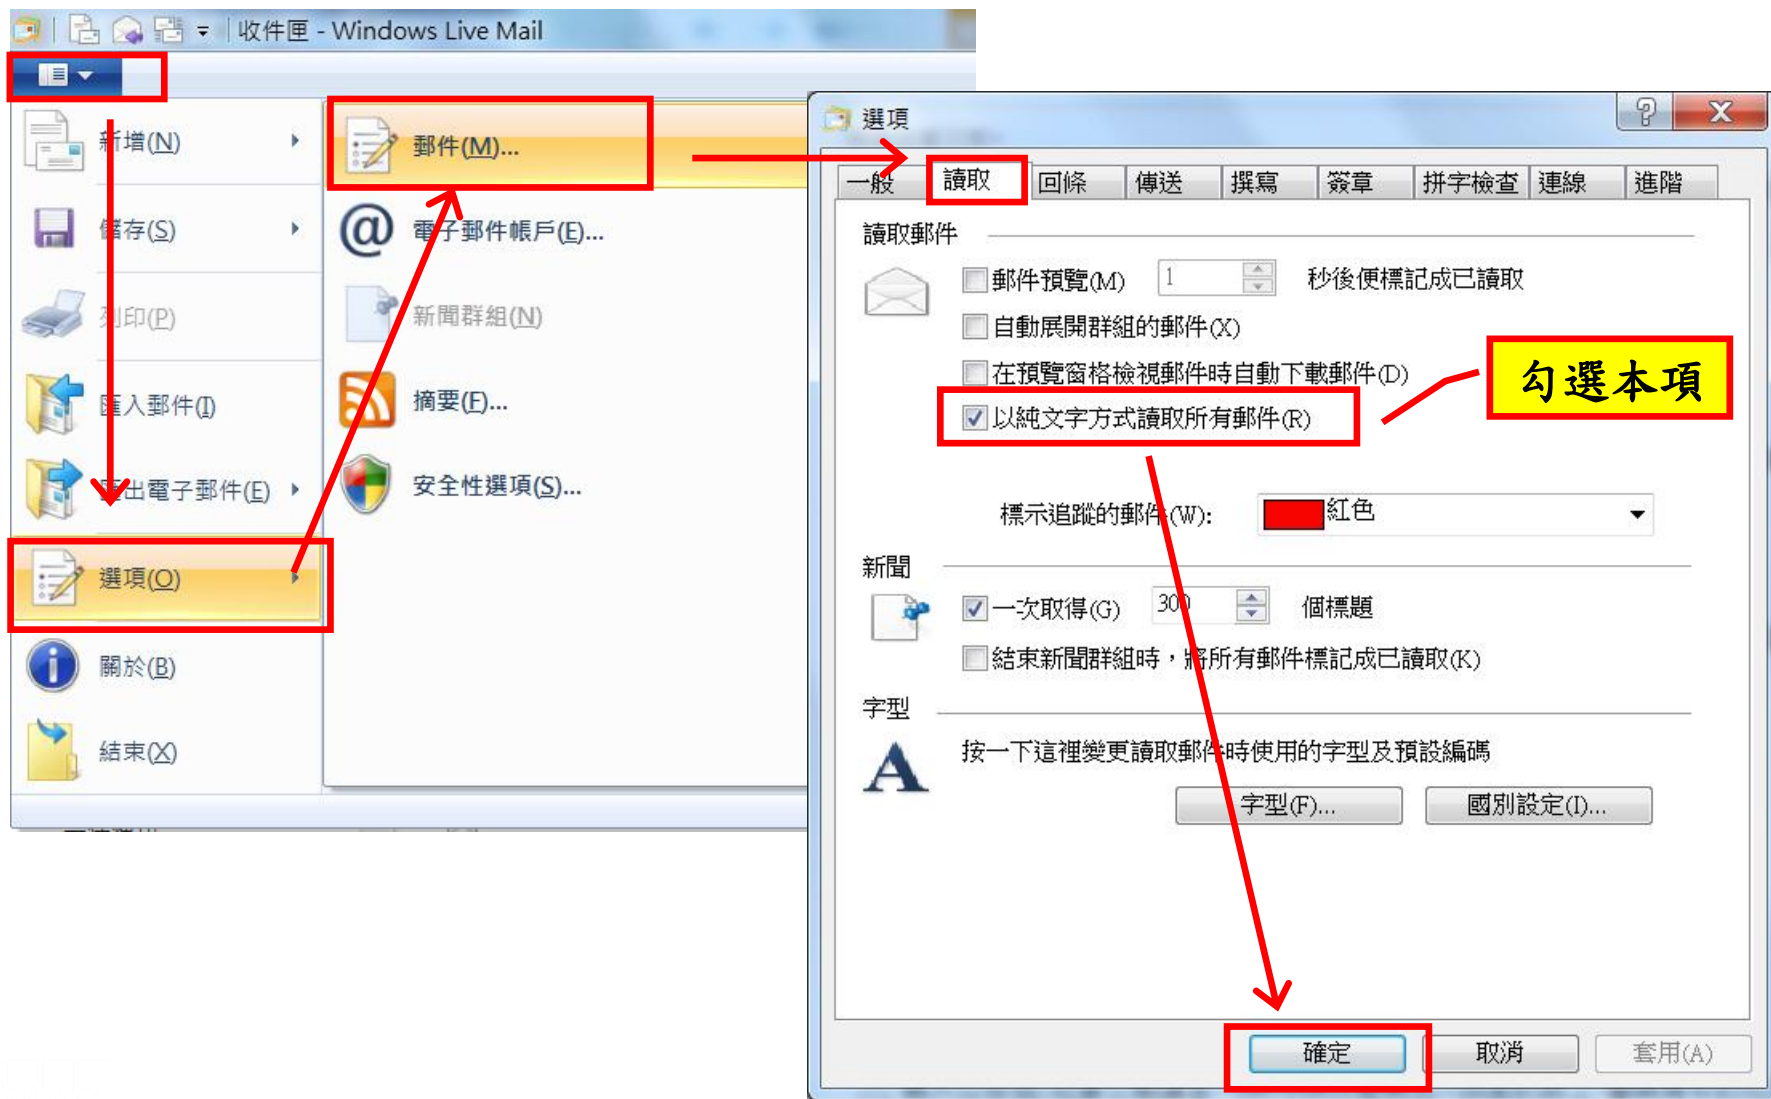 收件匣 - Windows Live Mail
新增(N)
儲存(S)
列印(P)
匯入郵件(I)
匯出電子郵件(E)
選項(O)
關於(B)
結束(X)
郵件(M)...
電子郵件帳戶(E)...
新聞群組(N)
摘要(F)...
安全性選項(S)...
選項
一般 讀取 回條 傳送 撰寫 簽章 拼字檢查 連線 進階
讀取郵件
郵件預覽(M) 1 秒後便標記成已讀取
自動展開群組的郵件(X)
在預覽窗格檢視郵件時自動下載郵件(D)
以純文字方式讀取所有郵件(R)
勾選本項
標示追蹤的郵件(W): 紅色
新聞
一次取得(G) 300 個標題
結束新聞群組時，將所有郵件標記成已讀取(K)
字型
按一下這裡變更讀取郵件時使用的字型及預設編碼
字型(F)... 國別設定(I)...
確定 取消 套用(A)